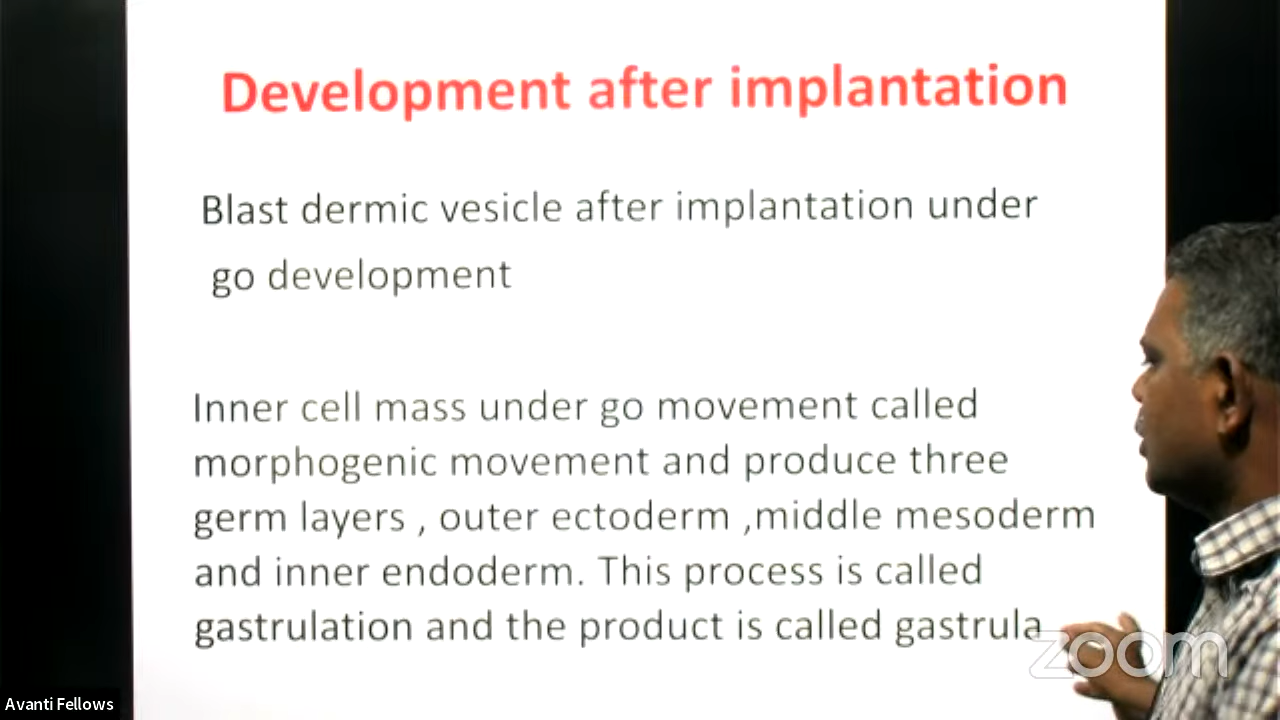 Development after implantation
Blast dermic vesicle after implantation under
go development
Inner cell mass under go movement called
morphogenic movement and produce three
germ layers , outer ectoderm ,middle mesoderm
and inner endoderm. This process is called
gastrulation and the product is called gastrula
zoom
Avanti Fellows